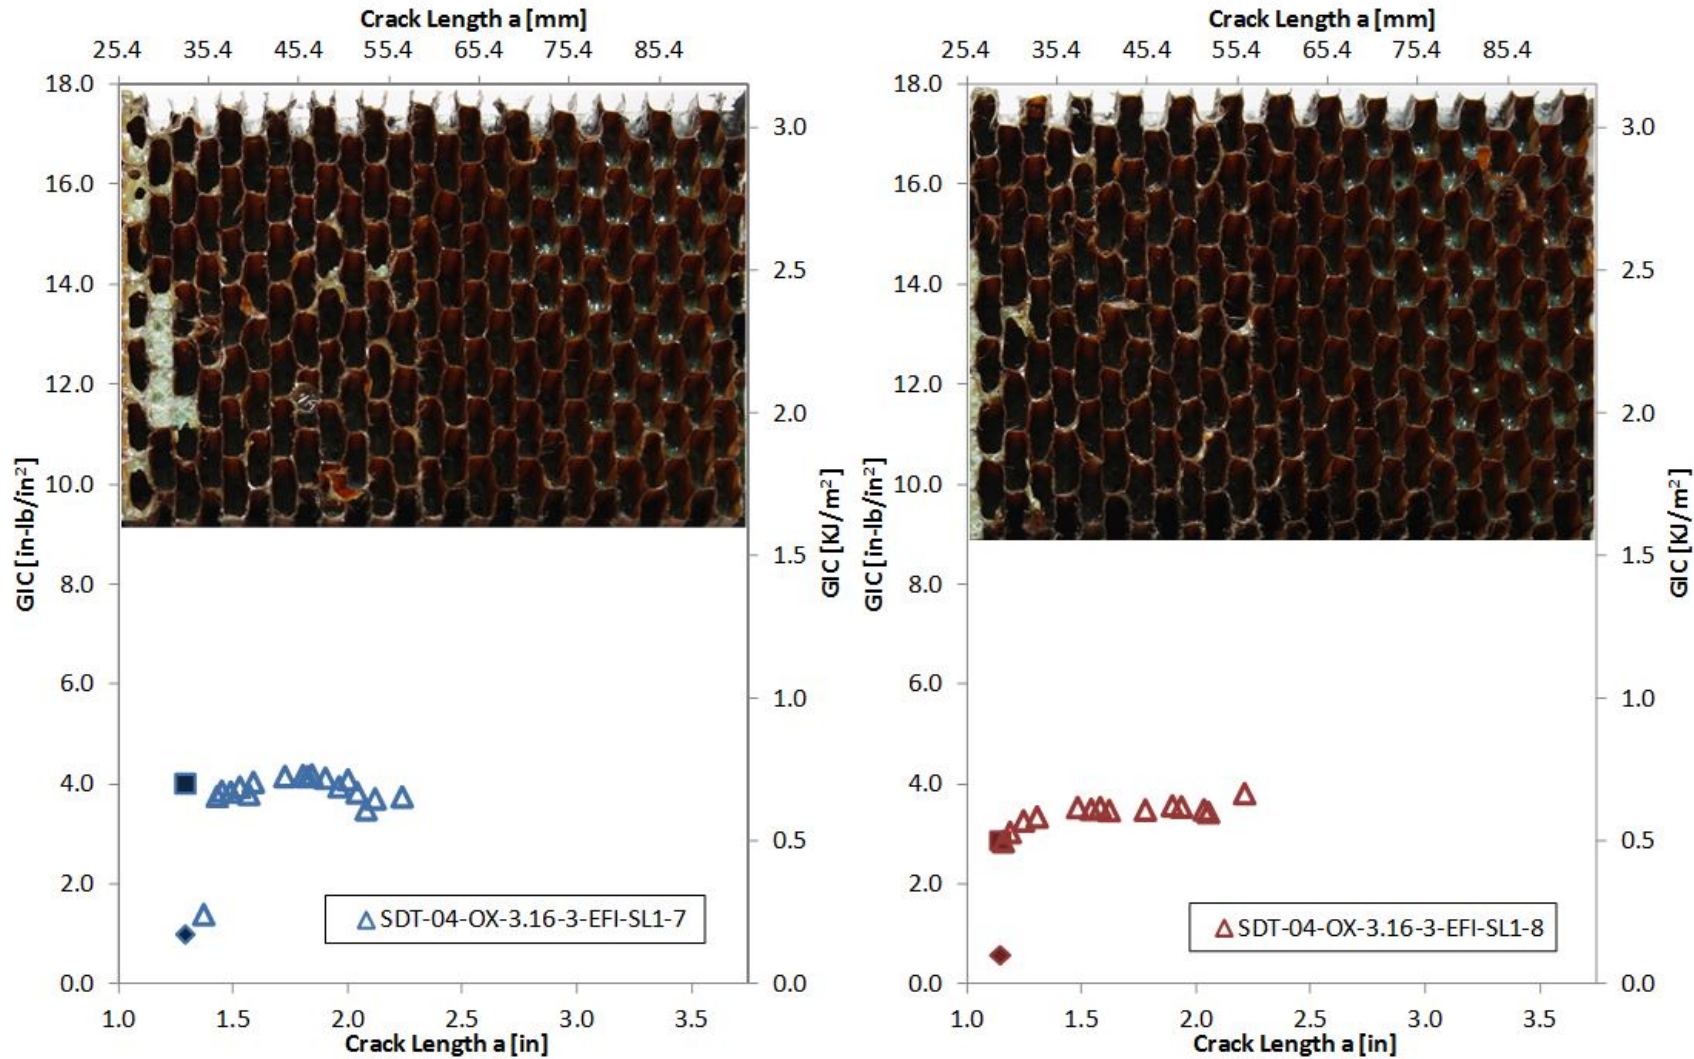 Crack Length a [mm]
25.4 35.4 45.4 55.4 65.4 75.4 85.4
18.0
16.0
14.0
12.0
10.0
8.0
6.0
4.0
2.0
0.0
GIC [in-lb/in²]
3.0
2.5
2.0
1.5
1.0
0.5
0.0
GIC [KJ/m²]
SDT-04-OX-3.16-3-EFI-SL1-7
1.0 1.5 2.0 2.5 3.0 3.5
Crack Length a [in]
Crack Length a [mm]
25.4 35.4 45.4 55.4 65.4 75.4 85.4
18.0
16.0
14.0
12.0
10.0
8.0
6.0
4.0
2.0
0.0
GIC [in-lb/in²]
3.0
2.5
2.0
1.5
1.0
0.5
0.0
GIC [KJ/m²]
SDT-04-OX-3.16-3-EFI-SL1-8
1.0 1.5 2.0 2.5 3.0 3.5
Crack Length a [in]